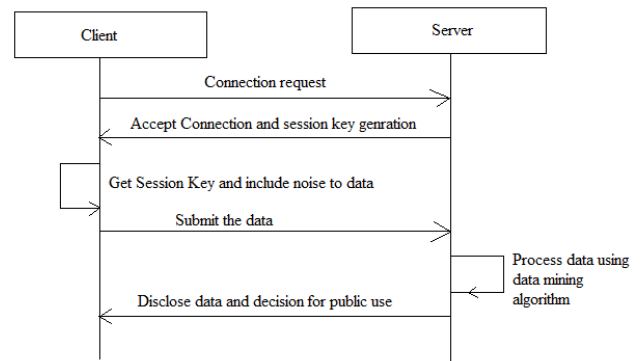 Client
Server
Connection request
Accept Connection and session key genration
Get Session Key and include noise to data
Submit the data
Process data using
data mining
algorithm
Disclose data and decision for public use